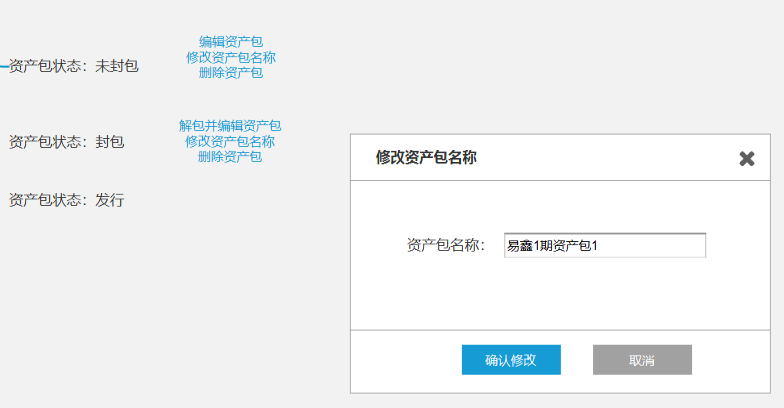 编辑资产包
修改资产包名称
删除资产包
资产包状态：未封包
解包并编辑资产包
修改资产包名称
删除资产包
资产包状态：封包
资产包状态：发行
修改资产包名称
资产包名称：
易鑫1期资产包1
确认修改
取消